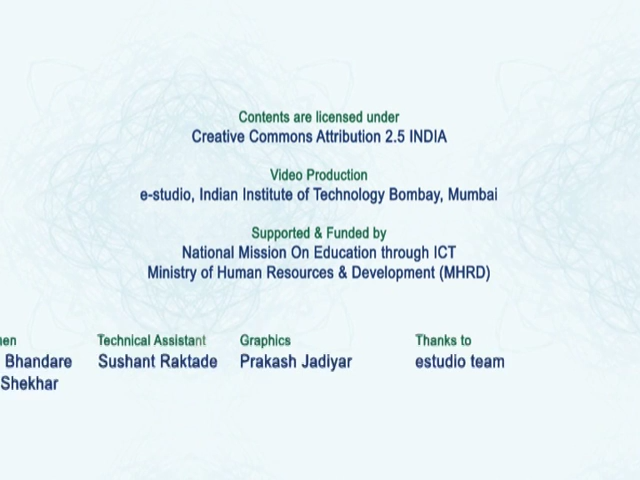 Contents are licensed under
Creative Commons Attribution 2.5 INDIA
Video Production
e-studio, Indian Institute of Technology Bombay, Mumbai
Supported & Funded by
National Mission On Education through ICT
Ministry of Human Resources & Development (MHRD)
Technical Assistant Graphics Thanks to
Bhandare Sushant Raktade Prakash Jadiyar estudio team
Shekhar